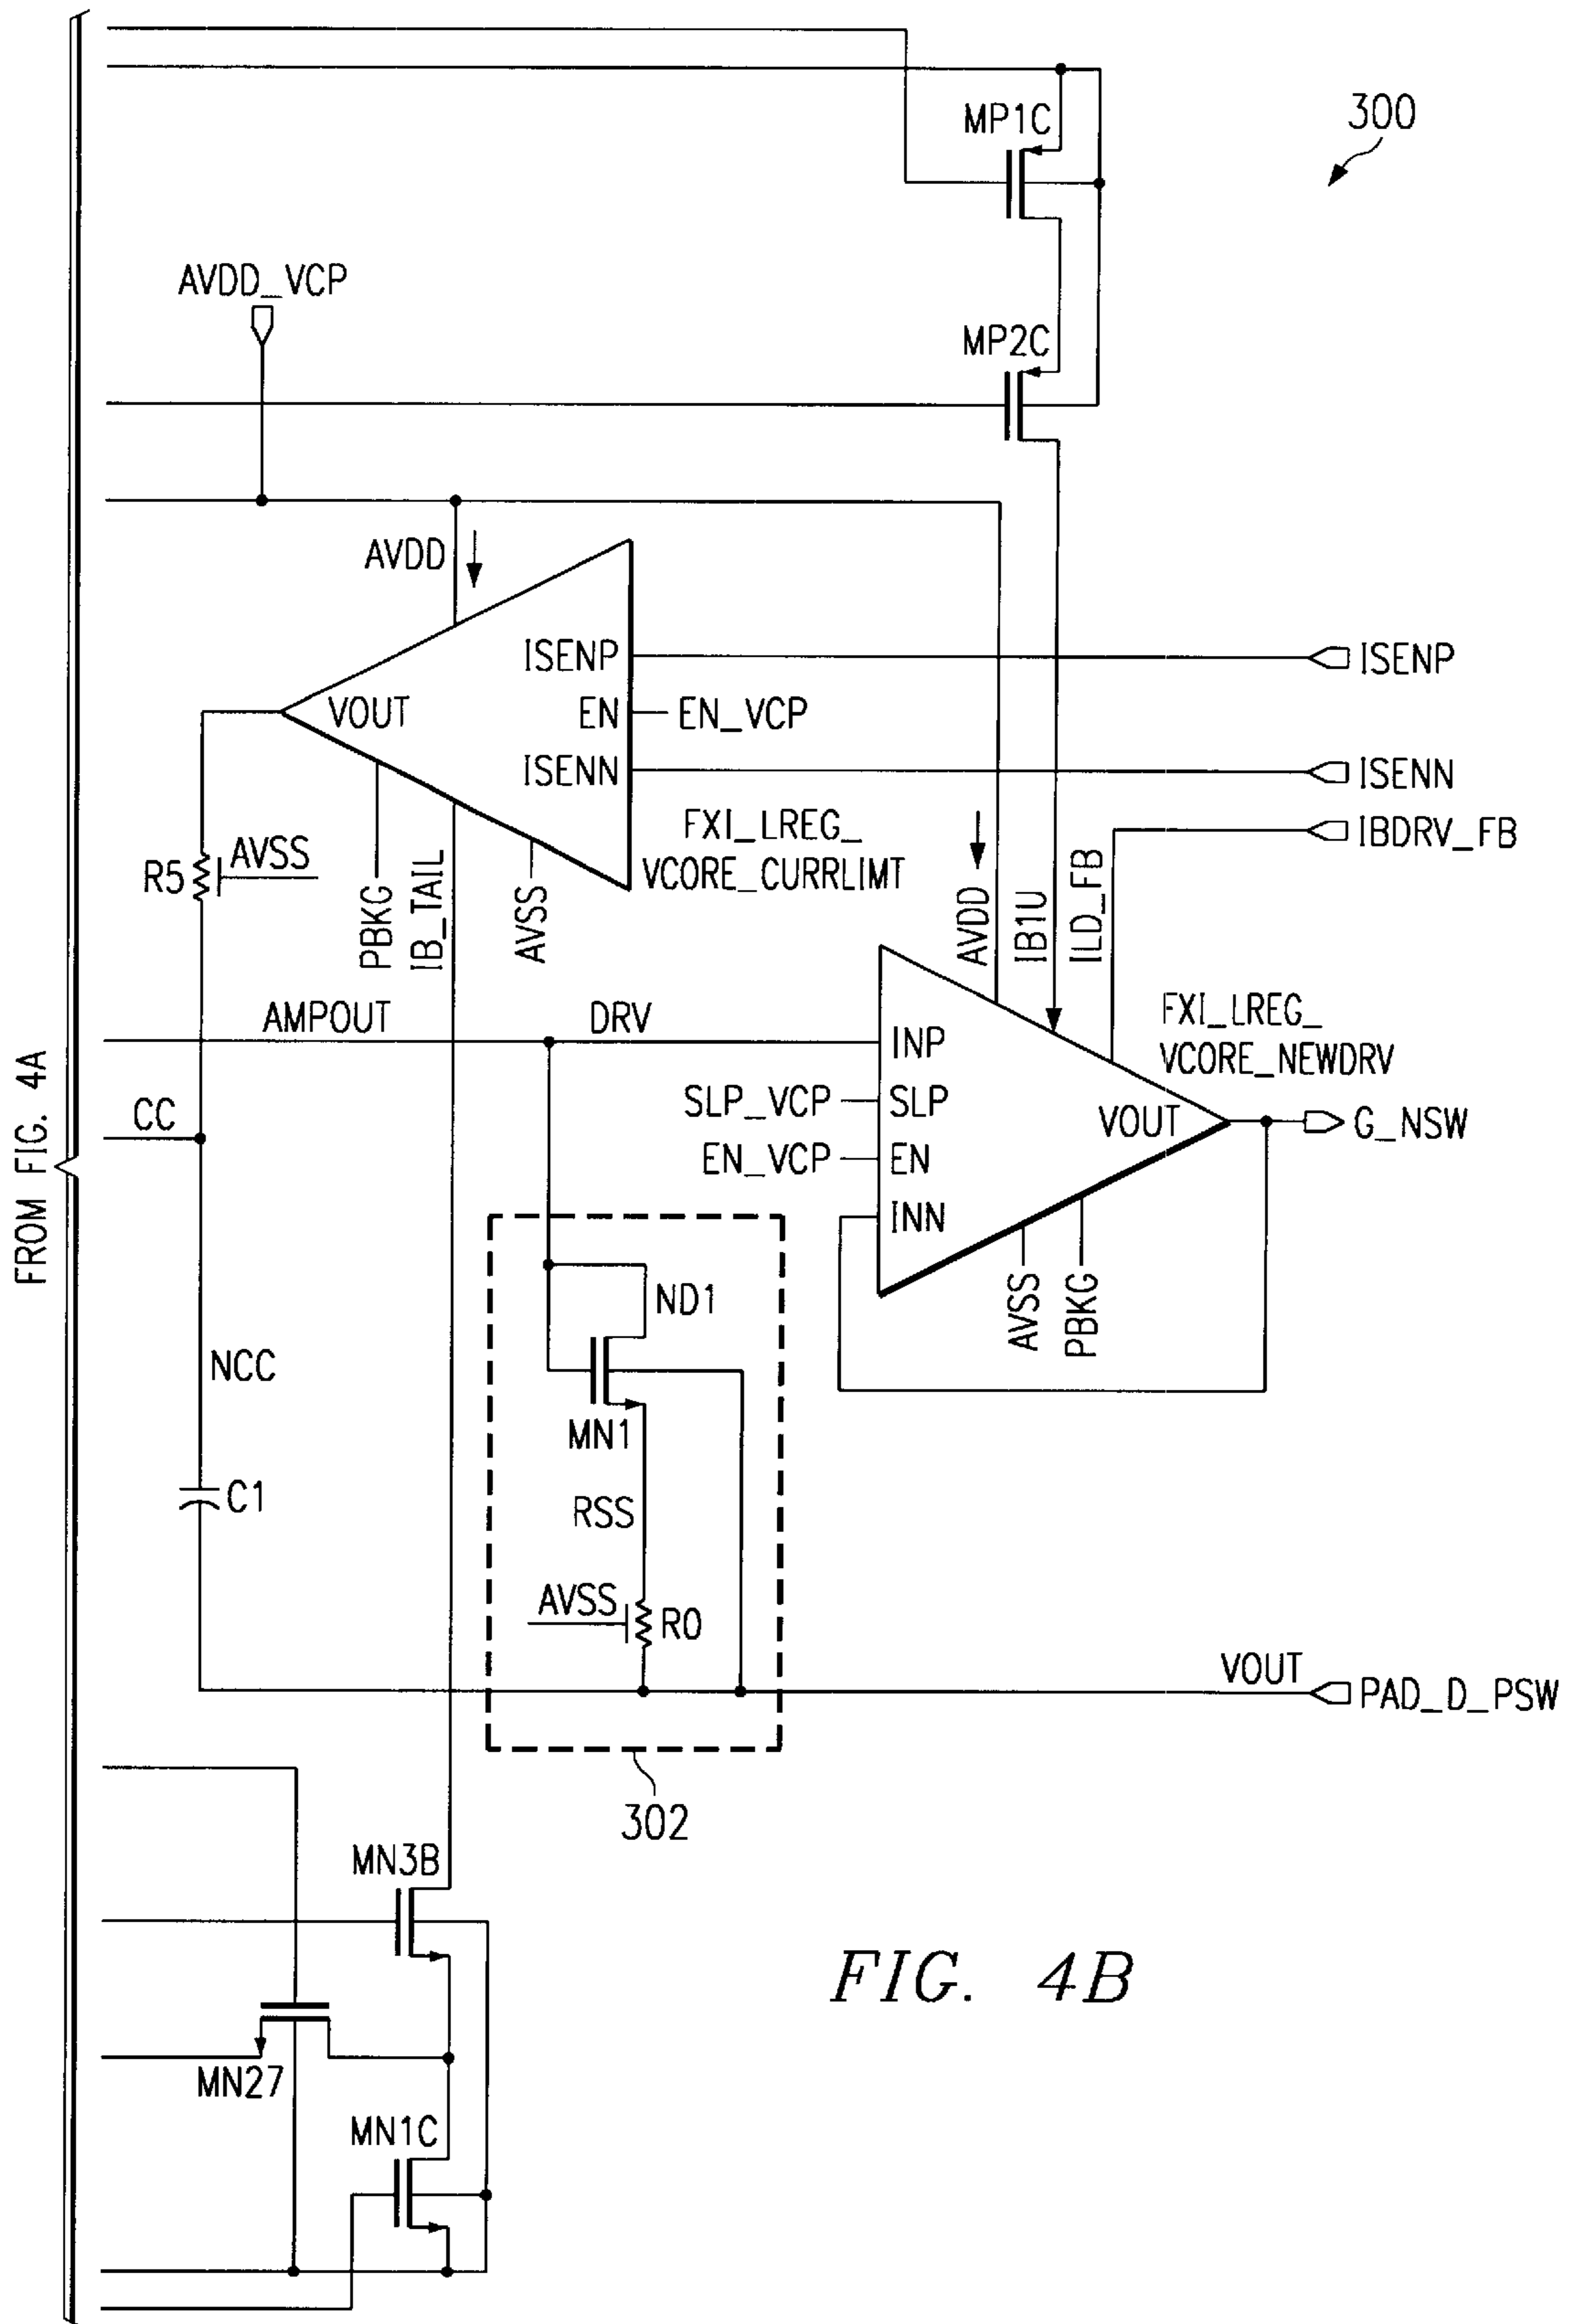 MP1C
300
AVDD_VCP
MP2C
AVDD
ISENP
ISENP
VOUT
EN
EN_VCP
ISENN
ISENN
FXI_LREG_
VCORE_CURRLIMT
IBDRV_FB
R5
AVSS
PBKG
IB_TAIL
AVSS
AVDD
IB1U
ILD_FB
AMPOUT
DRV
INP
FXI_LREG_
VCORE_NEWDRV
SLP_VCP
SLP
CC
VOUT
G_NSW
EN_VCP
EN
INN
FROM FIG. 4A
ND1
AVSS
PBKG
NCC
MN1
C1
RSS
AVSS
R0
VOUT
PAD_D_PSW
302
MN3B
FIG. 4B
MN27
MN1C